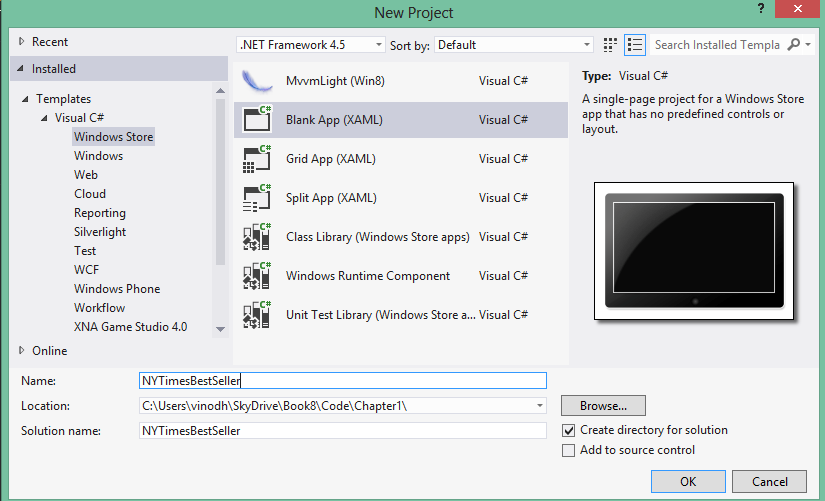 New Project
?
Recent
Installed
Templates
Visual C#
Windows Store
Windows
Web
Cloud
Reporting
Silverlight
Test
WCF
Windows Phone
Workflow
XNA Game Studio 4.0
Online
.NET Framework 4.5
Sort by: Default
Search Installed Templa
MvvmLight (Win8) Visual C#
C# Blank App (XAML) Visual C#
C# Grid App (XAML) Visual C#
C# Split App (XAML) Visual C#
C# Class Library (Windows Store apps) Visual C#
C# Windows Runtime Component Visual C#
C# Unit Test Library (Windows Store a... Visual C#
Type: Visual C#
A single-page project for a Windows Store
app that has no predefined controls or
layout.
Name: NYTimesBestSeller
Location: C:\Users\vinodh\SkyDrive\Book8\Code\Chapter1\
Browse...
Solution name: NYTimesBestSeller
Create directory for solution
Add to source control
OK
Cancel